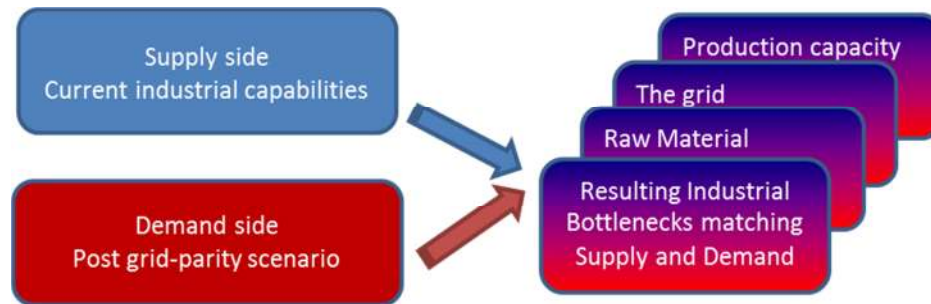 Supply side
Current industrial capabilities
Demand side
Post grid-parity scenario
Production capacity
The grid
Raw Material
Resulting Industrial
Bottlenecks matching
Supply and Demand